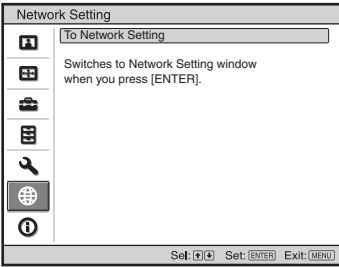 Network Setting
To Network Setting
Switches to Network Setting window
when you press [ENTER].
Sel: Set: ENTER Exit: MENU